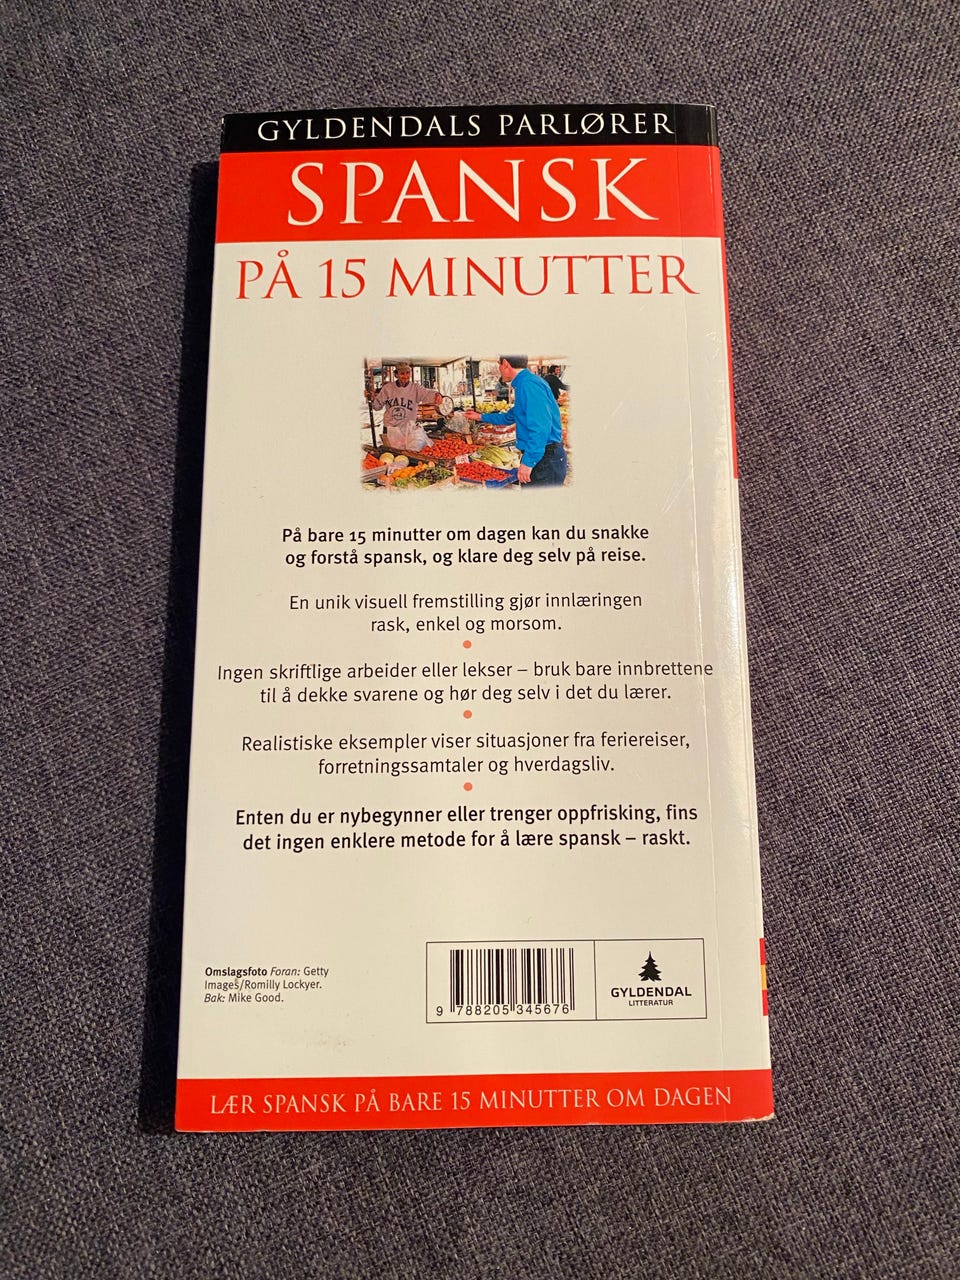 GYLDENDALS PARLØRER
SPANSK
PÅ 15 MINUTTER
YALE
På bare 15 minutter om dagen kan du snakke
og forstå spansk, og klare deg selv på reise.
En unik visuell fremstilling gjør innlæringen
rask, enkel og morsom.
Ingen skriftlige arbeider eller lekser – bruk bare innbrettene
til å dekke svarene og hør deg selv i det du lærer.
Realistiske eksempler viser situasjoner fra feriereiser,
forretningssamtaler og hverdagsliv.
Enten du er nybegynner eller trenger oppfrisking, fins
det ingen enklere metode for å lære spansk – raskt.
Omslagsfoto Foran: Getty
Images/Romilly Lockyer.
Bak: Mike Good.
9 788205 345676
GYLDENDAL
LITTERATUR
LÆR SPANSK PÅ BARE 15 MINUTTER OM DAGEN